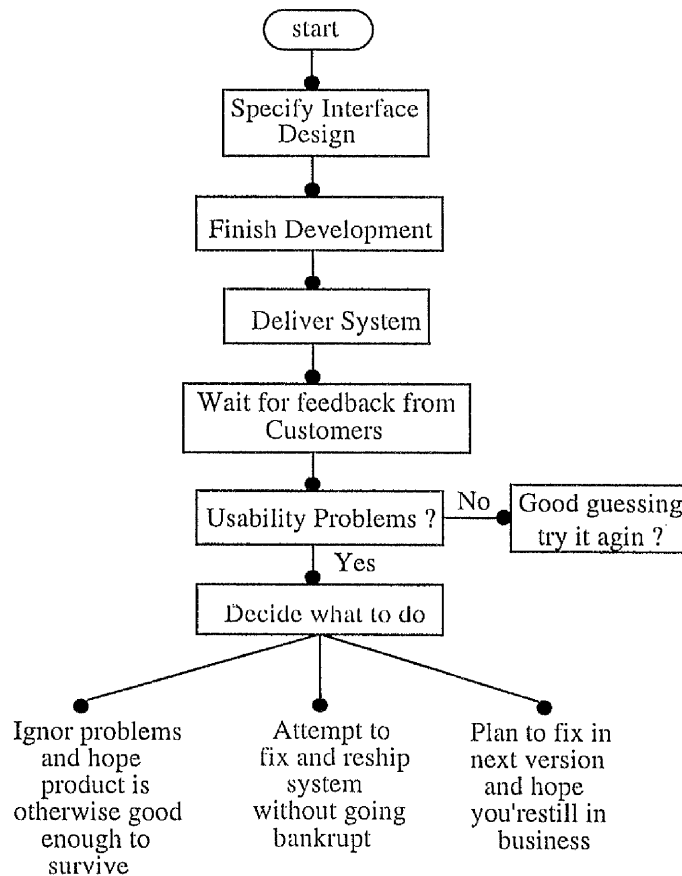 start
Specify Interface
Design
Finish Development
Deliver System
Wait for feedback from
Customers
Usability Problems ?
No
Good guessing
try it agin ?
Yes
Decide what to do
Ignor problems
and hope
product is
otherwise good
enough to
survive
Attempt to
fix and reship
system
without going
bankrupt
Plan to fix in
next version
and hope
you'restill in
business